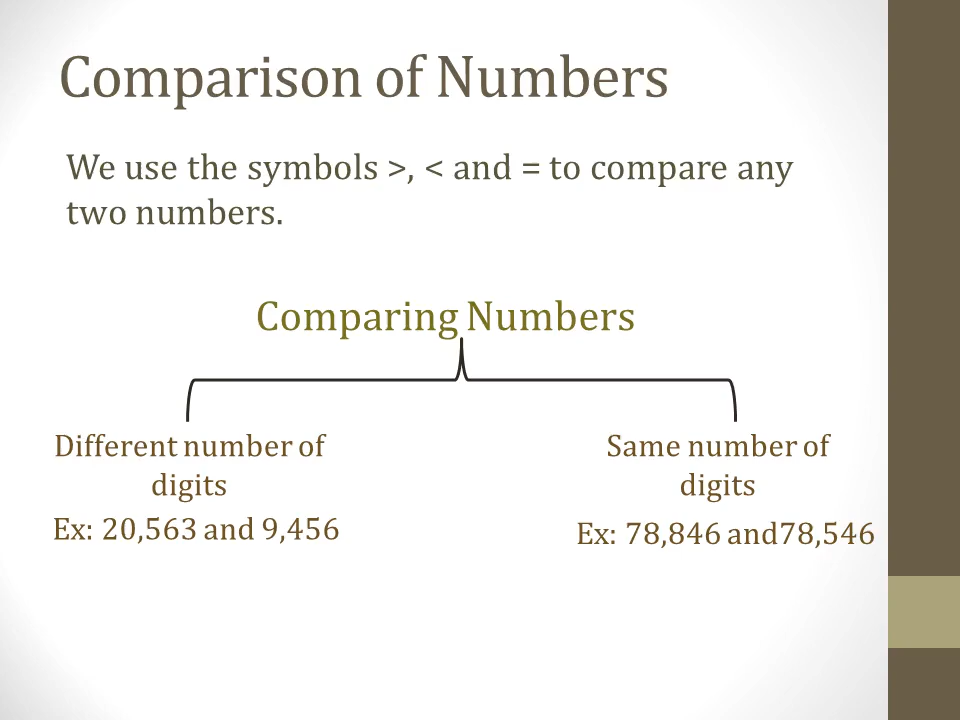 Comparison of Numbers
We use the symbols >, < and = to compare any
two numbers.
Comparing Numbers
Different number of
digits
Ex: 20,563 and 9,456
Same number of
digits
Ex: 78,846 and78,546